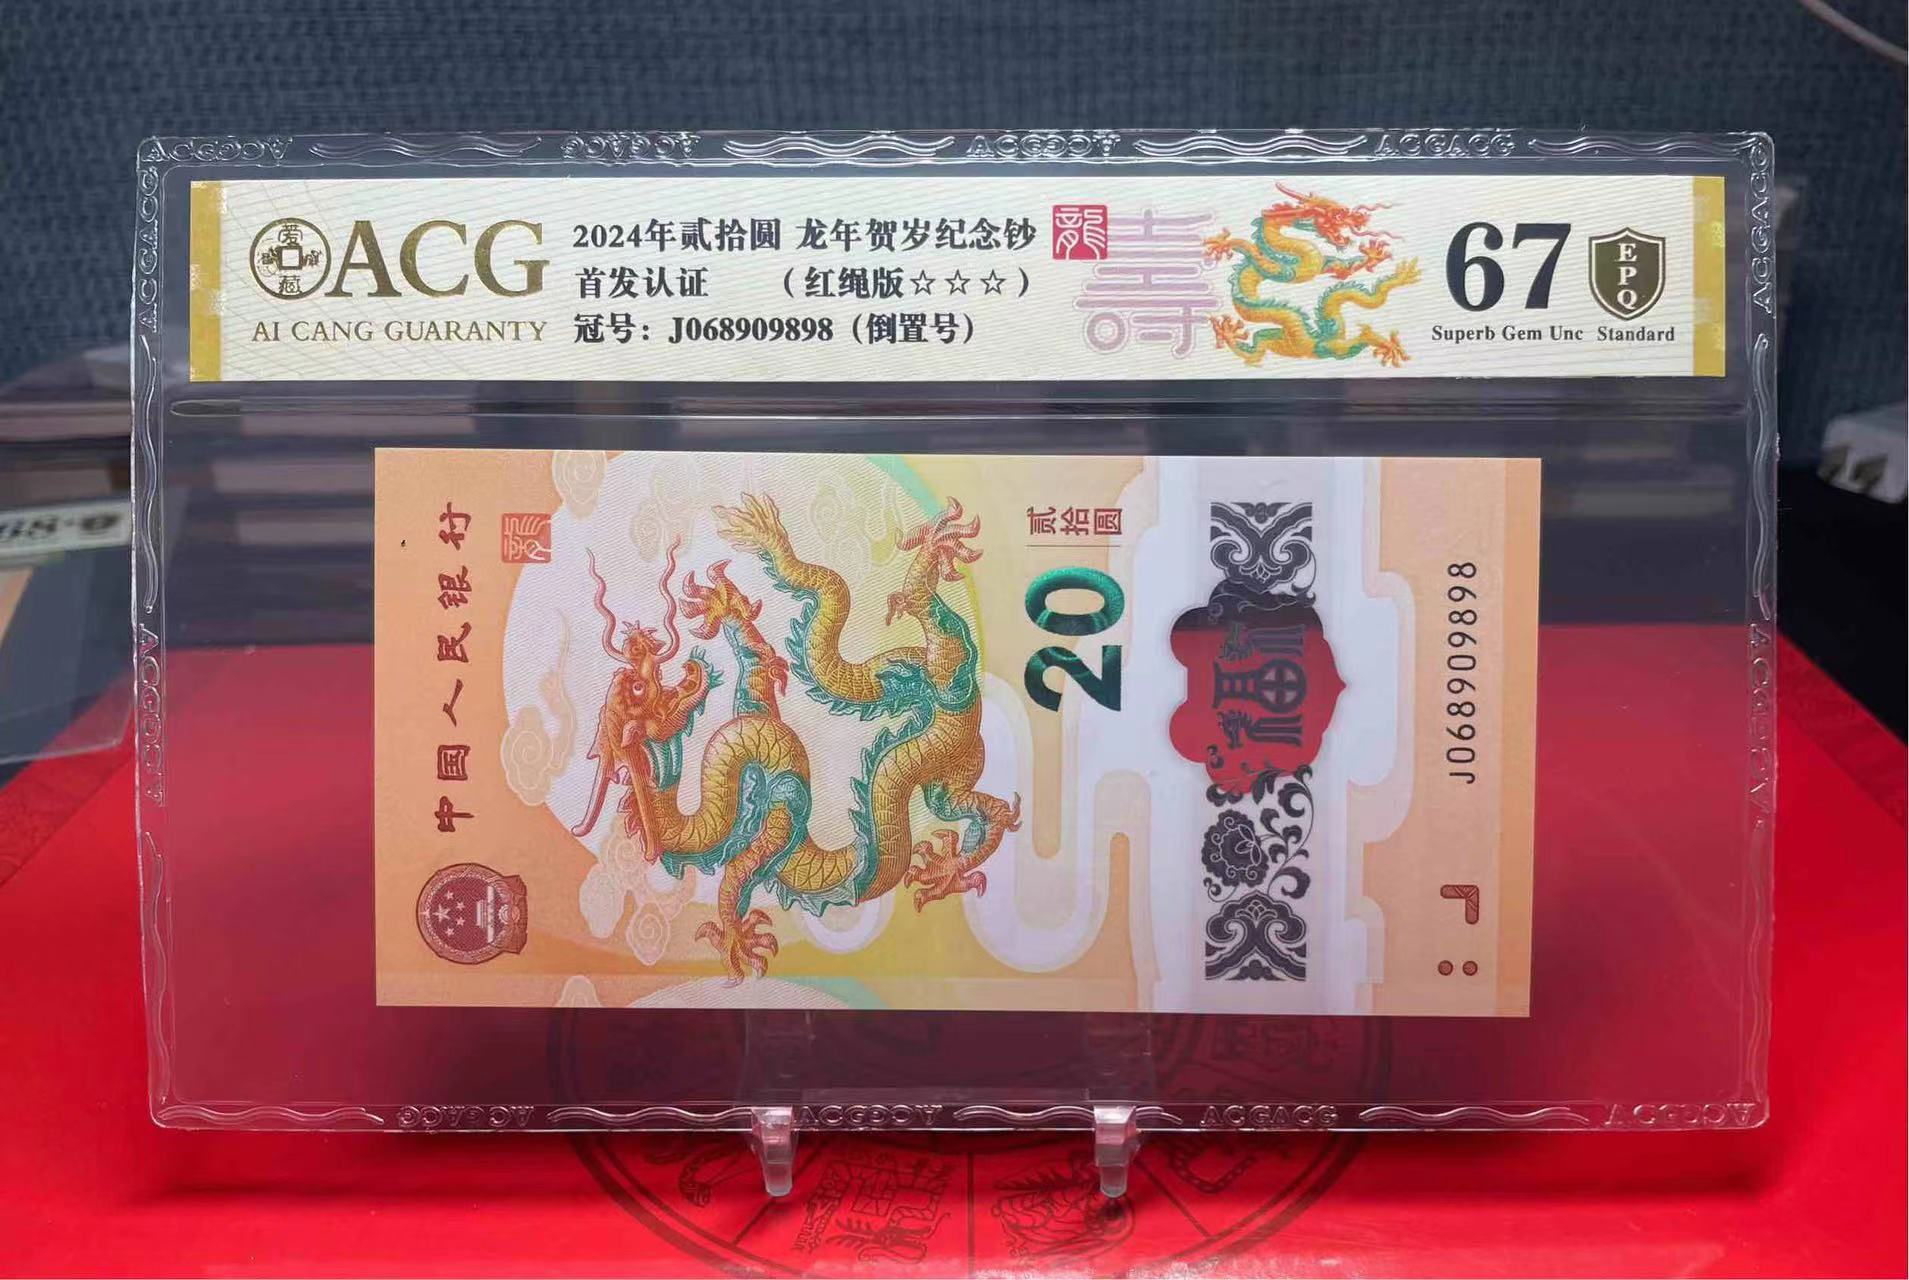 ACG
AI CANG GUARANTY
2024年贰拾圆 龙年贺岁纪念钞
首发认证 （红绳版☆☆☆）
冠号：J068909898（倒置号）
龍
67
EPQ
Superb Gem Unc Standard
中国人民银行
贰拾圆
20
J068909898